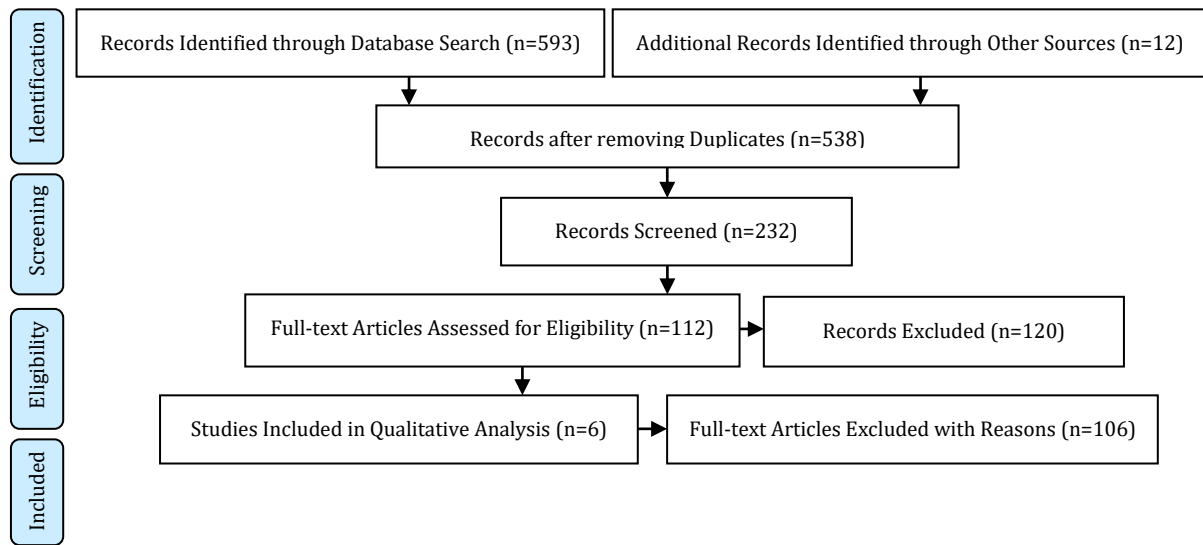 Identification
Records Identified through Database Search (n=593)
Additional Records Identified through Other Sources (n=12)
Records after removing Duplicates (n=538)
Screening
Records Screened (n=232)
Eligibility
Full-text Articles Assessed for Eligibility (n=112)
Records Excluded (n=120)
Included
Studies Included in Qualitative Analysis (n=6)
Full-text Articles Excluded with Reasons (n=106)